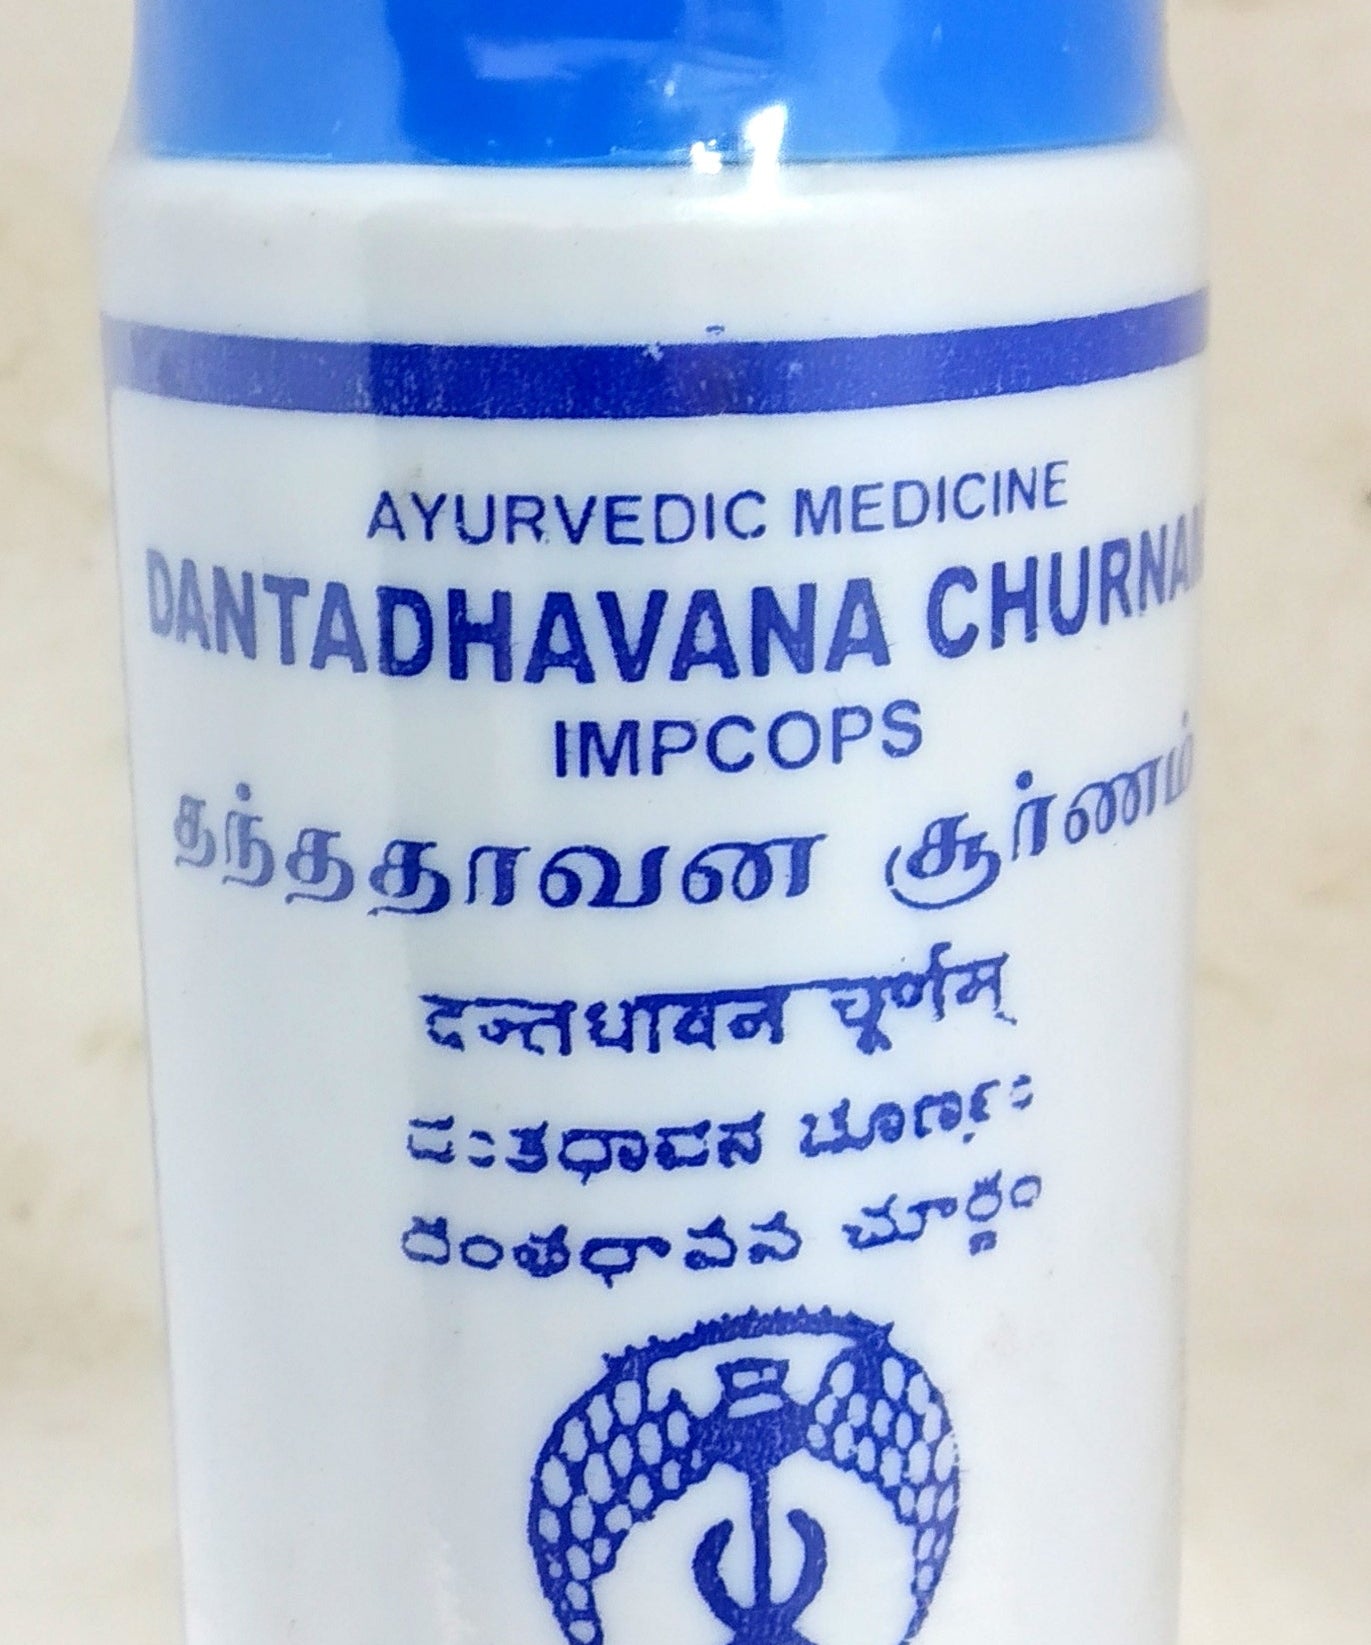 AYURVEDIC MEDICINE
DANTADHAVANA CHURNAM
IMPCOPS
தந்ததாவன சூர்ணம்
दन्तधावन चूर्णम्
ದಂತಧಾವನ ಚೂರ್ಣಂ
దంతధావన చూర్ణం